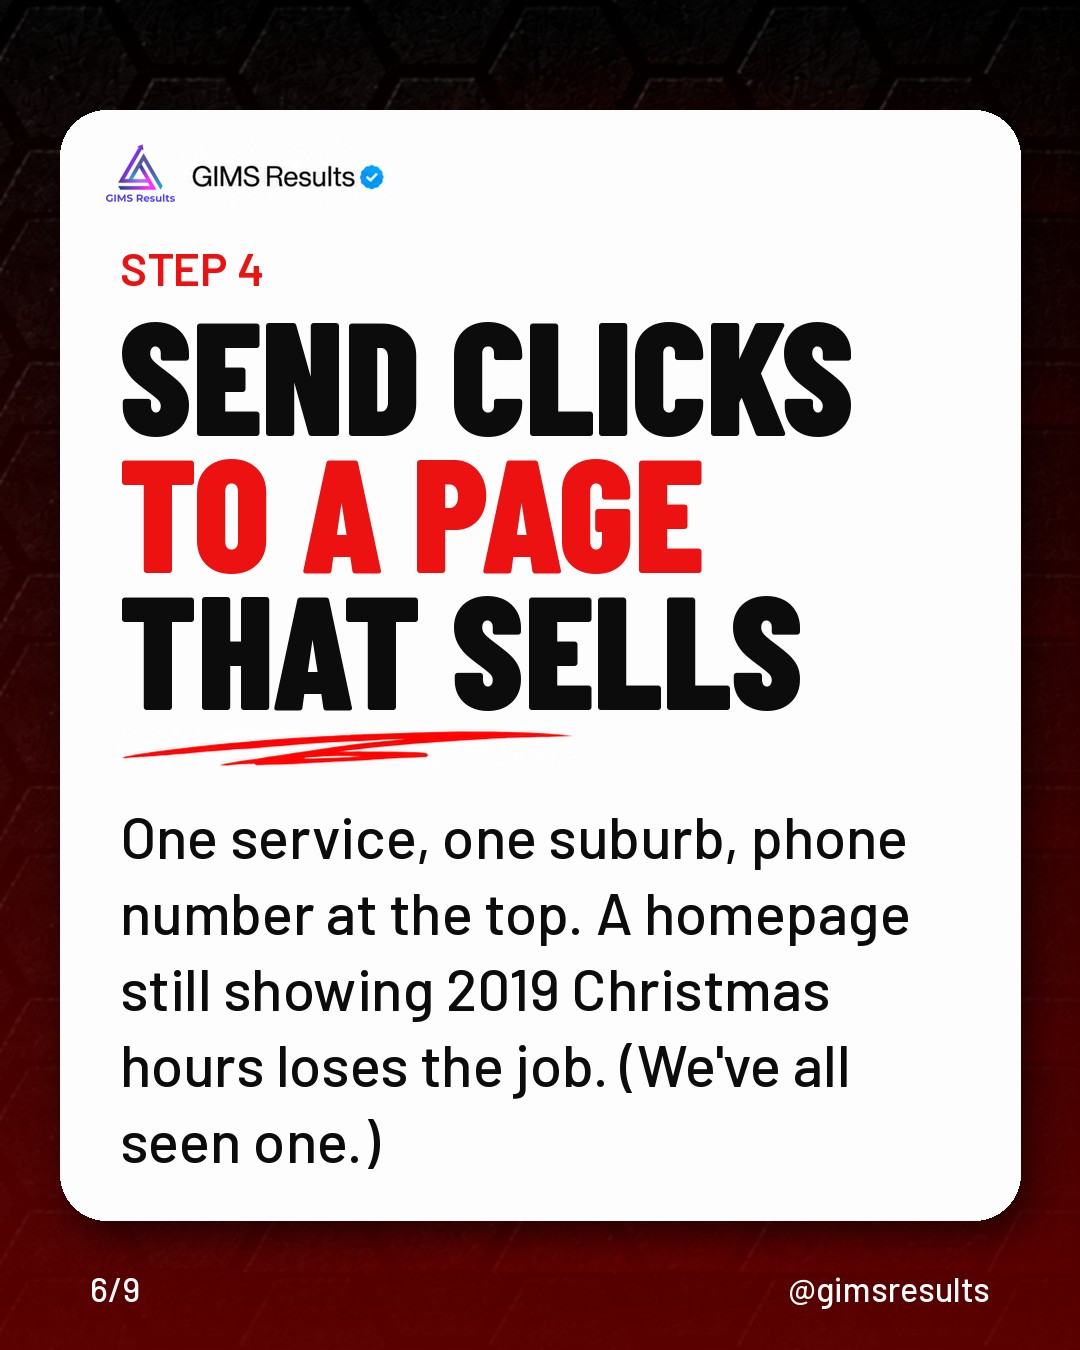 GIMS Results
GIMS Results
STEP 4
SEND CLICKS
TO A PAGE
THAT SELLS
One service, one suburb, phone
number at the top. A homepage
still showing 2019 Christmas
hours loses the job. (We've all
seen one.)
6/9
@gimsresults